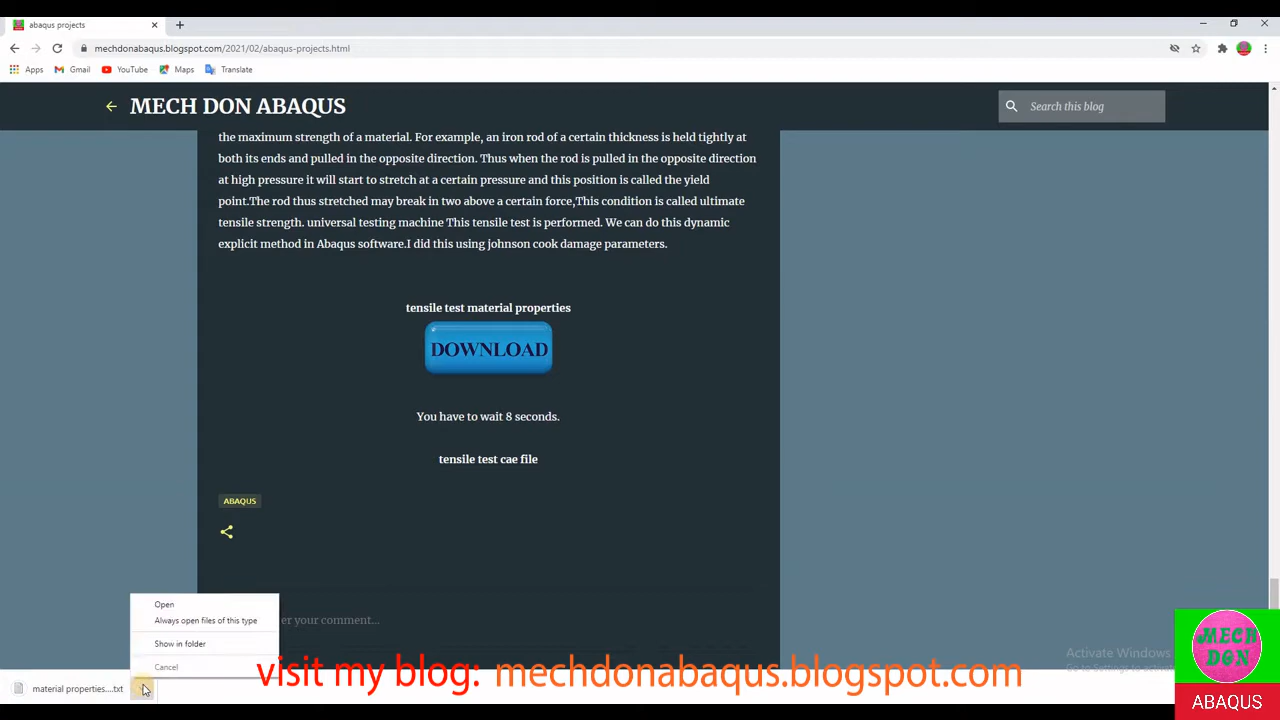 abaqus projects
mechdonabaqus.blogspot.com/2021/02/abaqus-projects.html
Apps Gmail YouTube Maps Translate
MECH DON ABAQUS
Search this blog
the maximum strength of a material. For example, an iron rod of a certain thickness is held tightly at
both its ends and pulled in the opposite direction. Thus when the rod is pulled in the opposite direction
at high pressure it will start to stretch at a certain pressure and this position is called the yield
point.The rod thus stretched may break in two above a certain force,This condition is called ultimate
tensile strength. universal testing machine This tensile test is performed. We can do this dynamic
explicit method in Abaqus software.I did this using johnson cook damage parameters.
tensile test material properties
DOWNLOAD
You have to wait 8 seconds.
tensile test cae file
ABAQUS
Open
Always open files of this type
Show in folder
Cancel
er your comment...
visit my blog: mechdonabaqus.blogspot.com
material properties....txt
Activate Windows
Go to Settings to activate
MECH
DON
ABAQUS